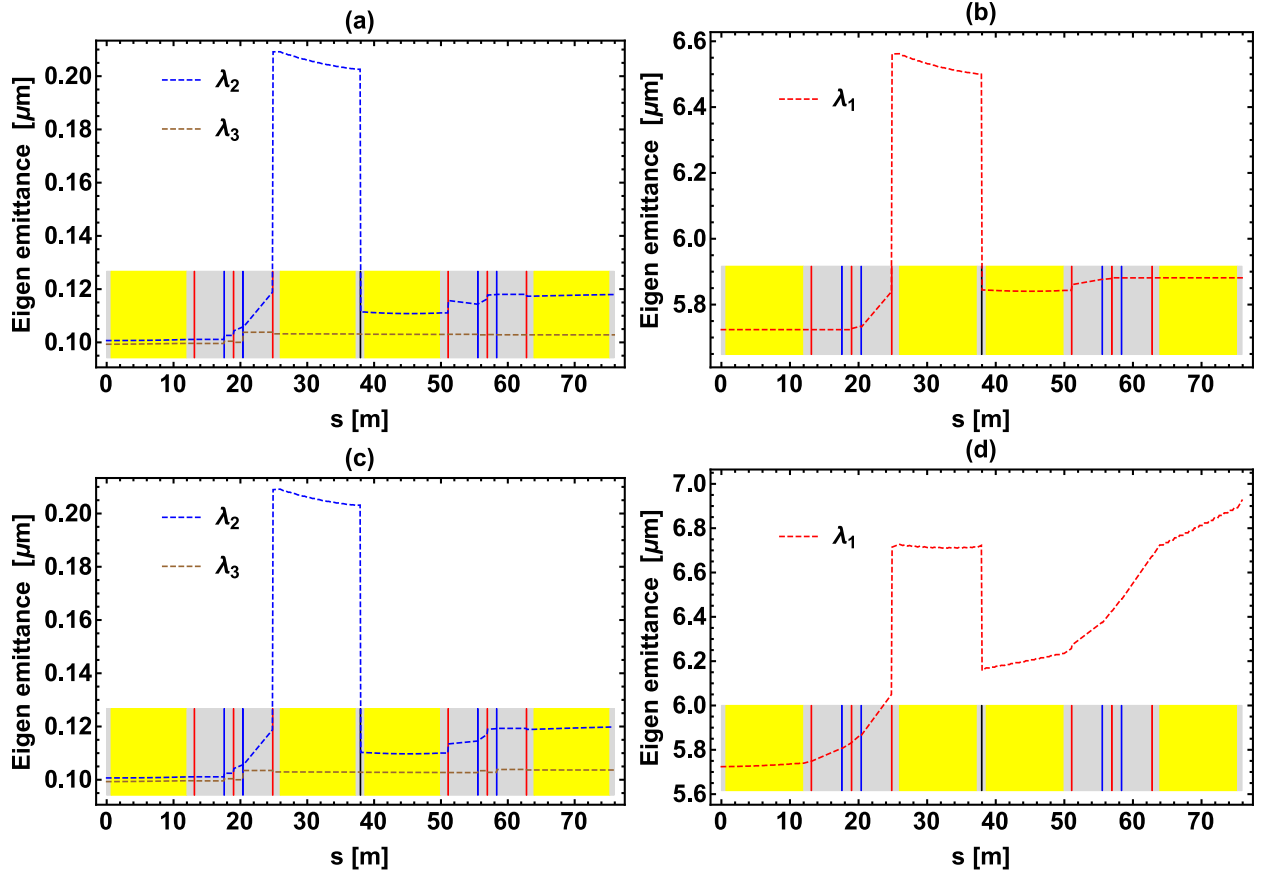 (a)
Eigen emittance [μm]
0.20
0.18
0.16
0.14
0.12
0.10
λ2
λ3
0 10 20 30 40 50 60 70
s [m]
(b)
Eigen emittance [μm]
6.6
6.4
6.2
6.0
5.8
λ1
0 10 20 30 40 50 60 70
s [m]
(c)
Eigen emittance [μm]
0.20
0.18
0.16
0.14
0.12
0.10
λ2
λ3
0 10 20 30 40 50 60 70
s [m]
(d)
Eigen emittance [μm]
7.0
6.8
6.6
6.4
6.2
6.0
5.8
5.6
λ1
0 10 20 30 40 50 60 70
s [m]